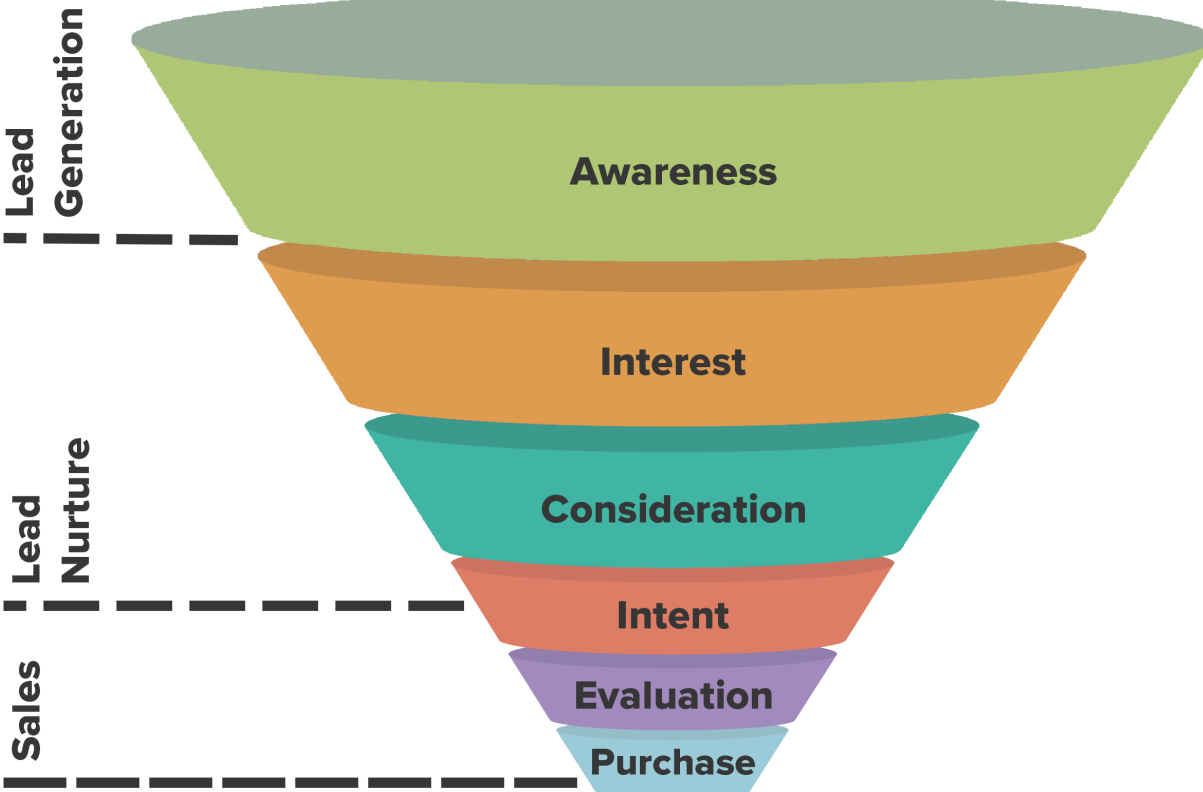 Lead
Generation
Awareness
Interest
Lead
Nurture
Consideration
Intent
Sales
Evaluation
Purchase